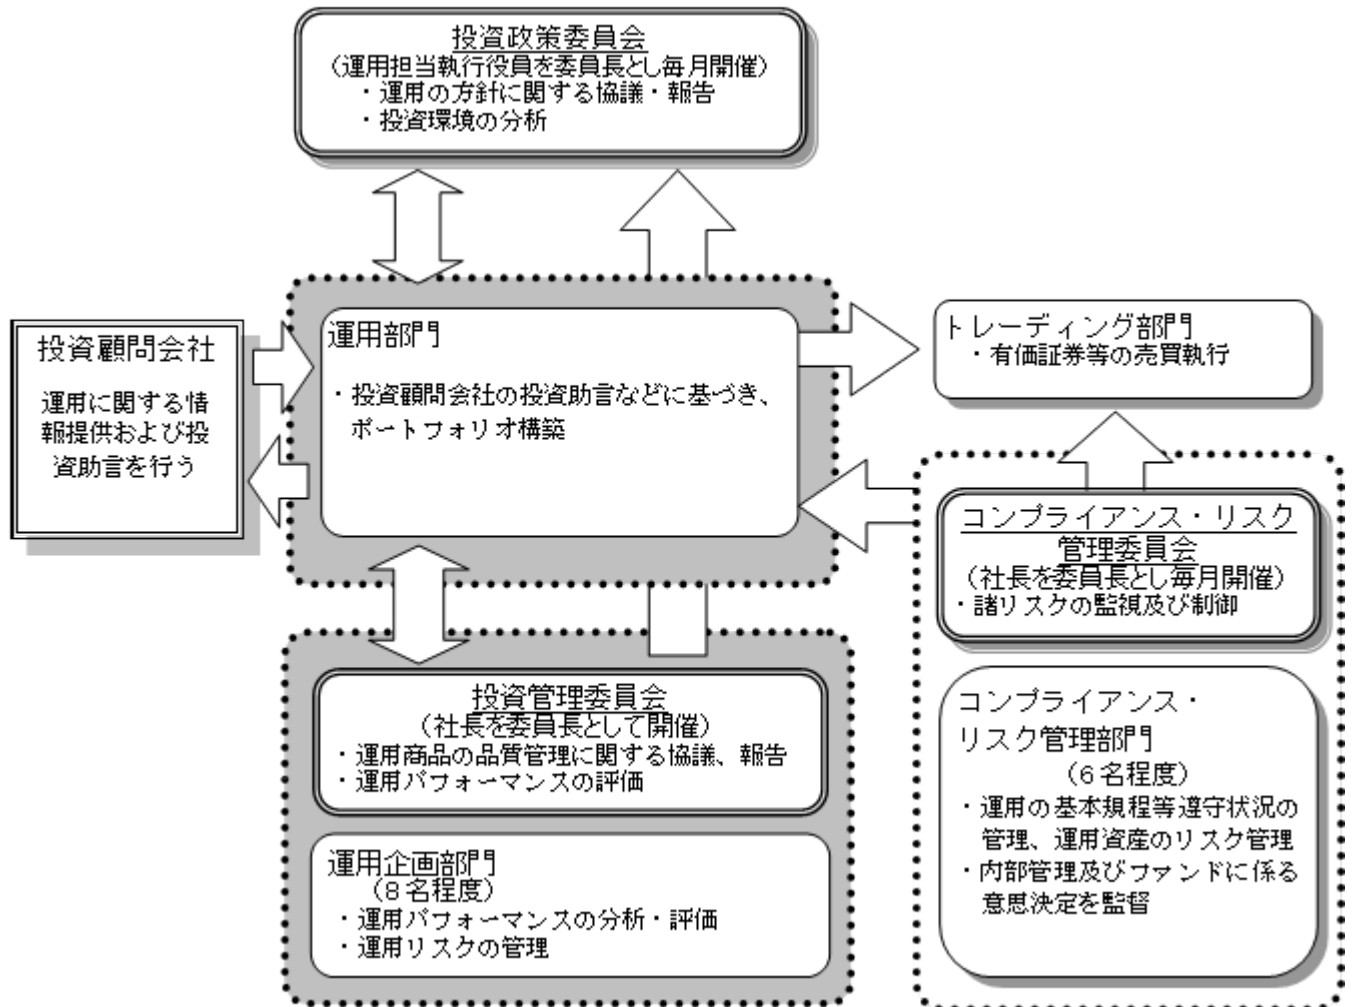 投資政策委員会
（運用担当執行役員を委員長とし毎月開催）
・運用の方針に関する協議・報告
・投資環境の分析
投資顧問会社
運用に関する情
報提供および投
資助言を行う
運用部門
・投資顧問会社の投資助言などに基づき、
ポートフォリオ構築
トレーディング部門
・有価証券等の売買執行
コンプライアンス・リスク
管理委員会
（社長を委員長とし毎月開催）
・諸リスクの監視及び制御
投資管理委員会
（社長を委員長として開催）
・運用商品の品質管理に関する協議、報告
・運用パフォーマンスの評価
運用企画部門
（８名程度）
・運用パフォーマンスの分析・評価
・運用リスクの管理
コンプライアンス・
リスク管理部門
（６名程度）
・運用の基本規程等遵守状況の
管理、運用資産のリスク管理
・内部管理及びファンドに係る
意思決定を監督